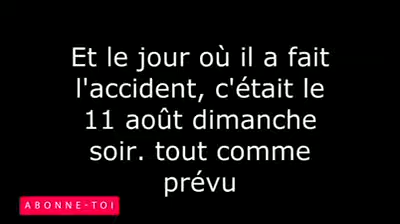 Et le jour où il a fait
l'accident, c'était le
11 août dimanche
soir. tout comme
prévu
ABONNE-TOI